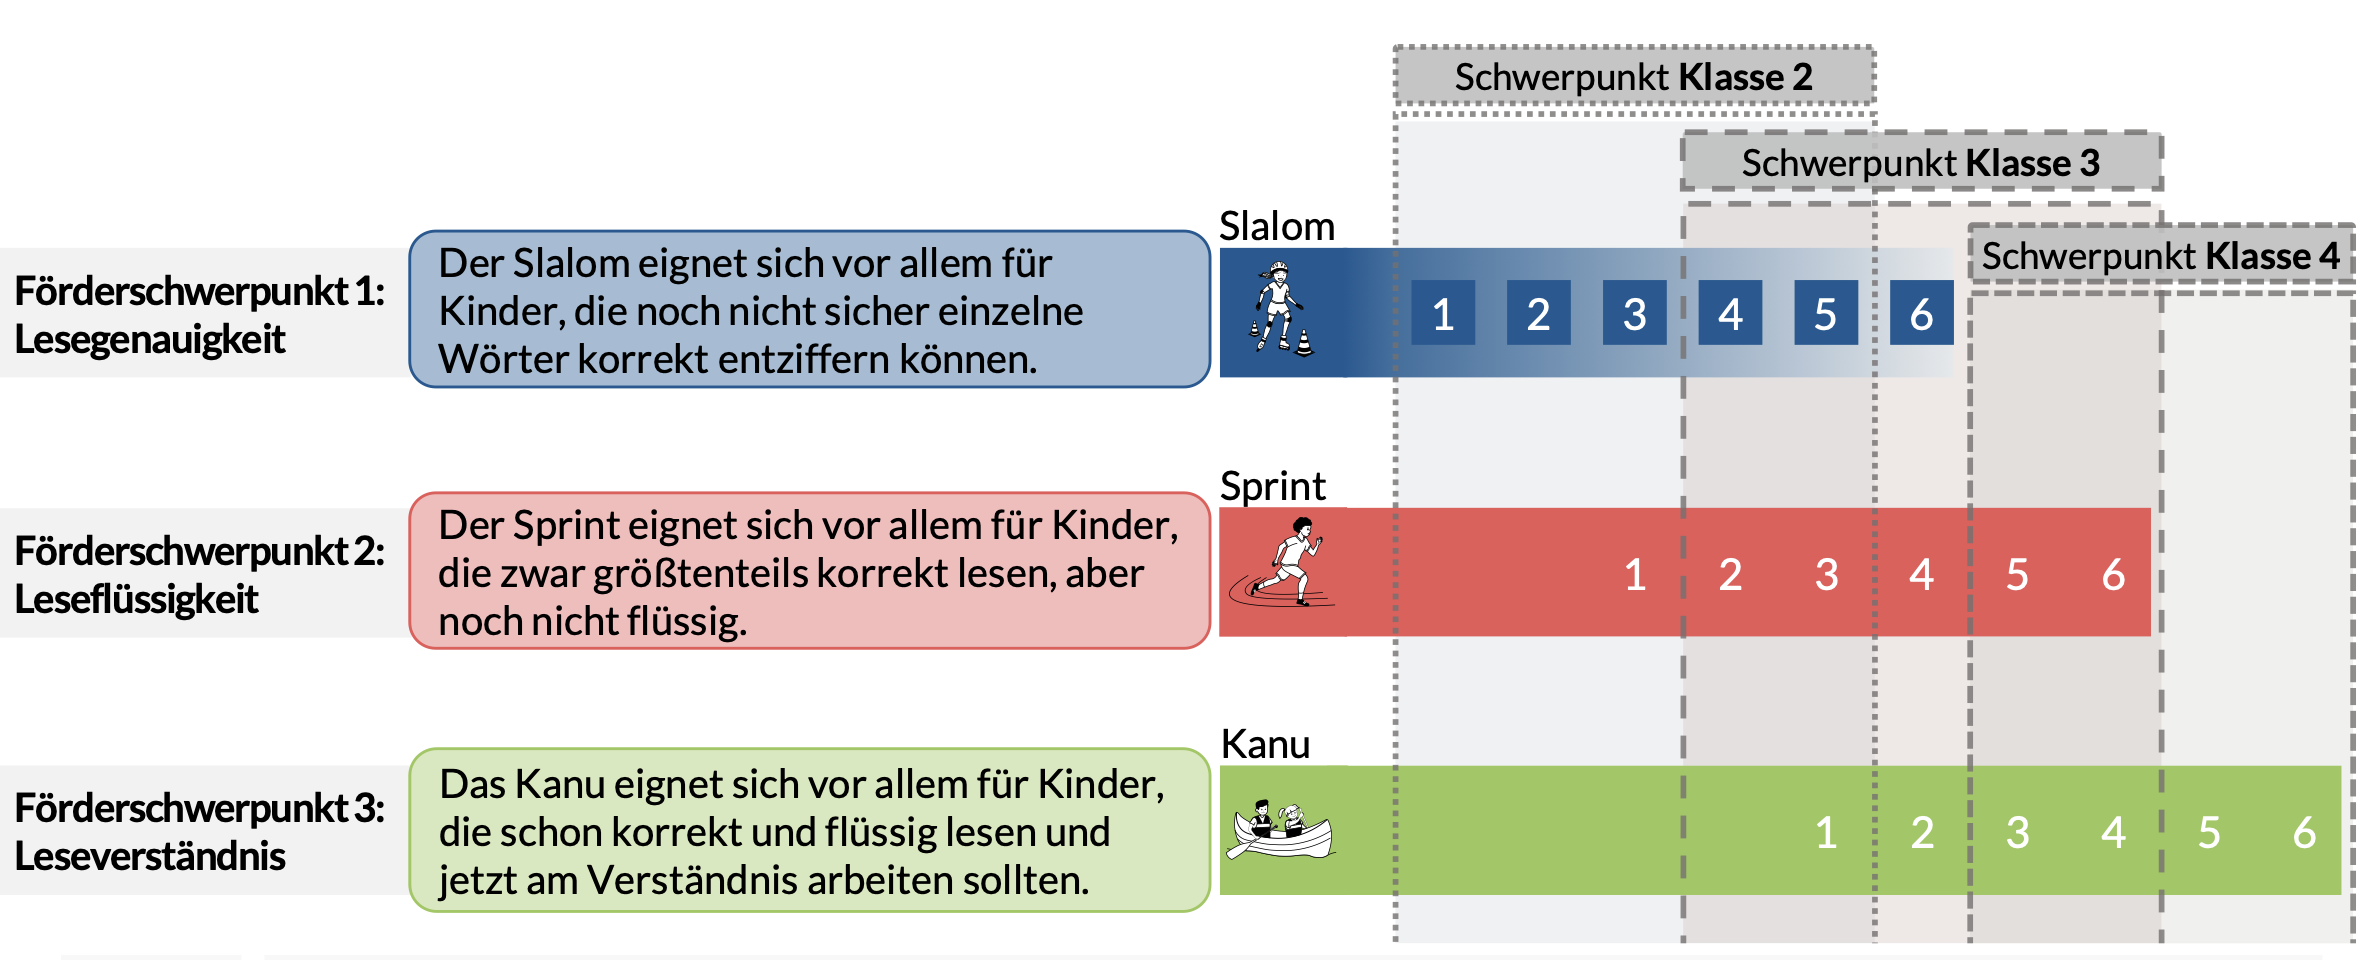 Schwerpunkt Klasse 2
Schwerpunkt Klasse 3
Schwerpunkt Klasse 4
Förderschwerpunkt 1:
Lesegenauigkeit
Der Slalom eignet sich vor allem für
Kinder, die noch nicht sicher einzelne
Wörter korrekt entziffern können.
Slalom
1 2 3 4 5 6
Förderschwerpunkt 2:
Leseflüssigkeit
Der Sprint eignet sich vor allem für Kinder,
die zwar größtenteils korrekt lesen, aber
noch nicht flüssig.
Sprint
1 2 3 4 5 6
Förderschwerpunkt 3:
Leseverständnis
Das Kanu eignet sich vor allem für Kinder,
die schon korrekt und flüssig lesen und
jetzt am Verständnis arbeiten sollten.
Kanu
1 2 3 4 5 6